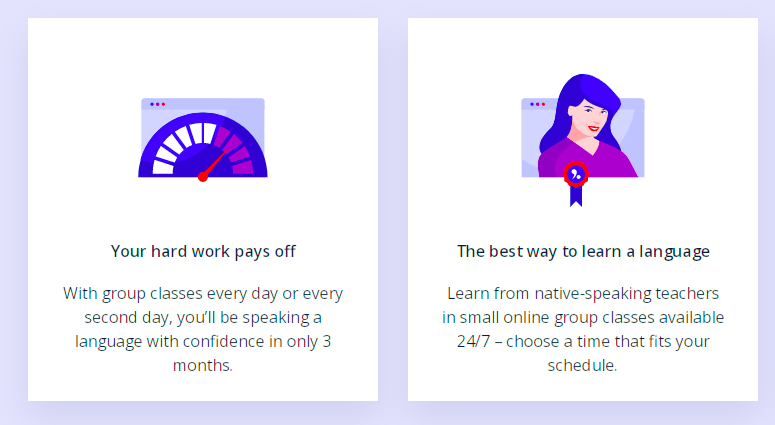 Your hard work pays off
With group classes every day or every
second day, you’ll be speaking a
language with confidence in only 3
months.
The best way to learn a language
Learn from native-speaking teachers
in small online group classes available
24/7 – choose a time that fits your
schedule.